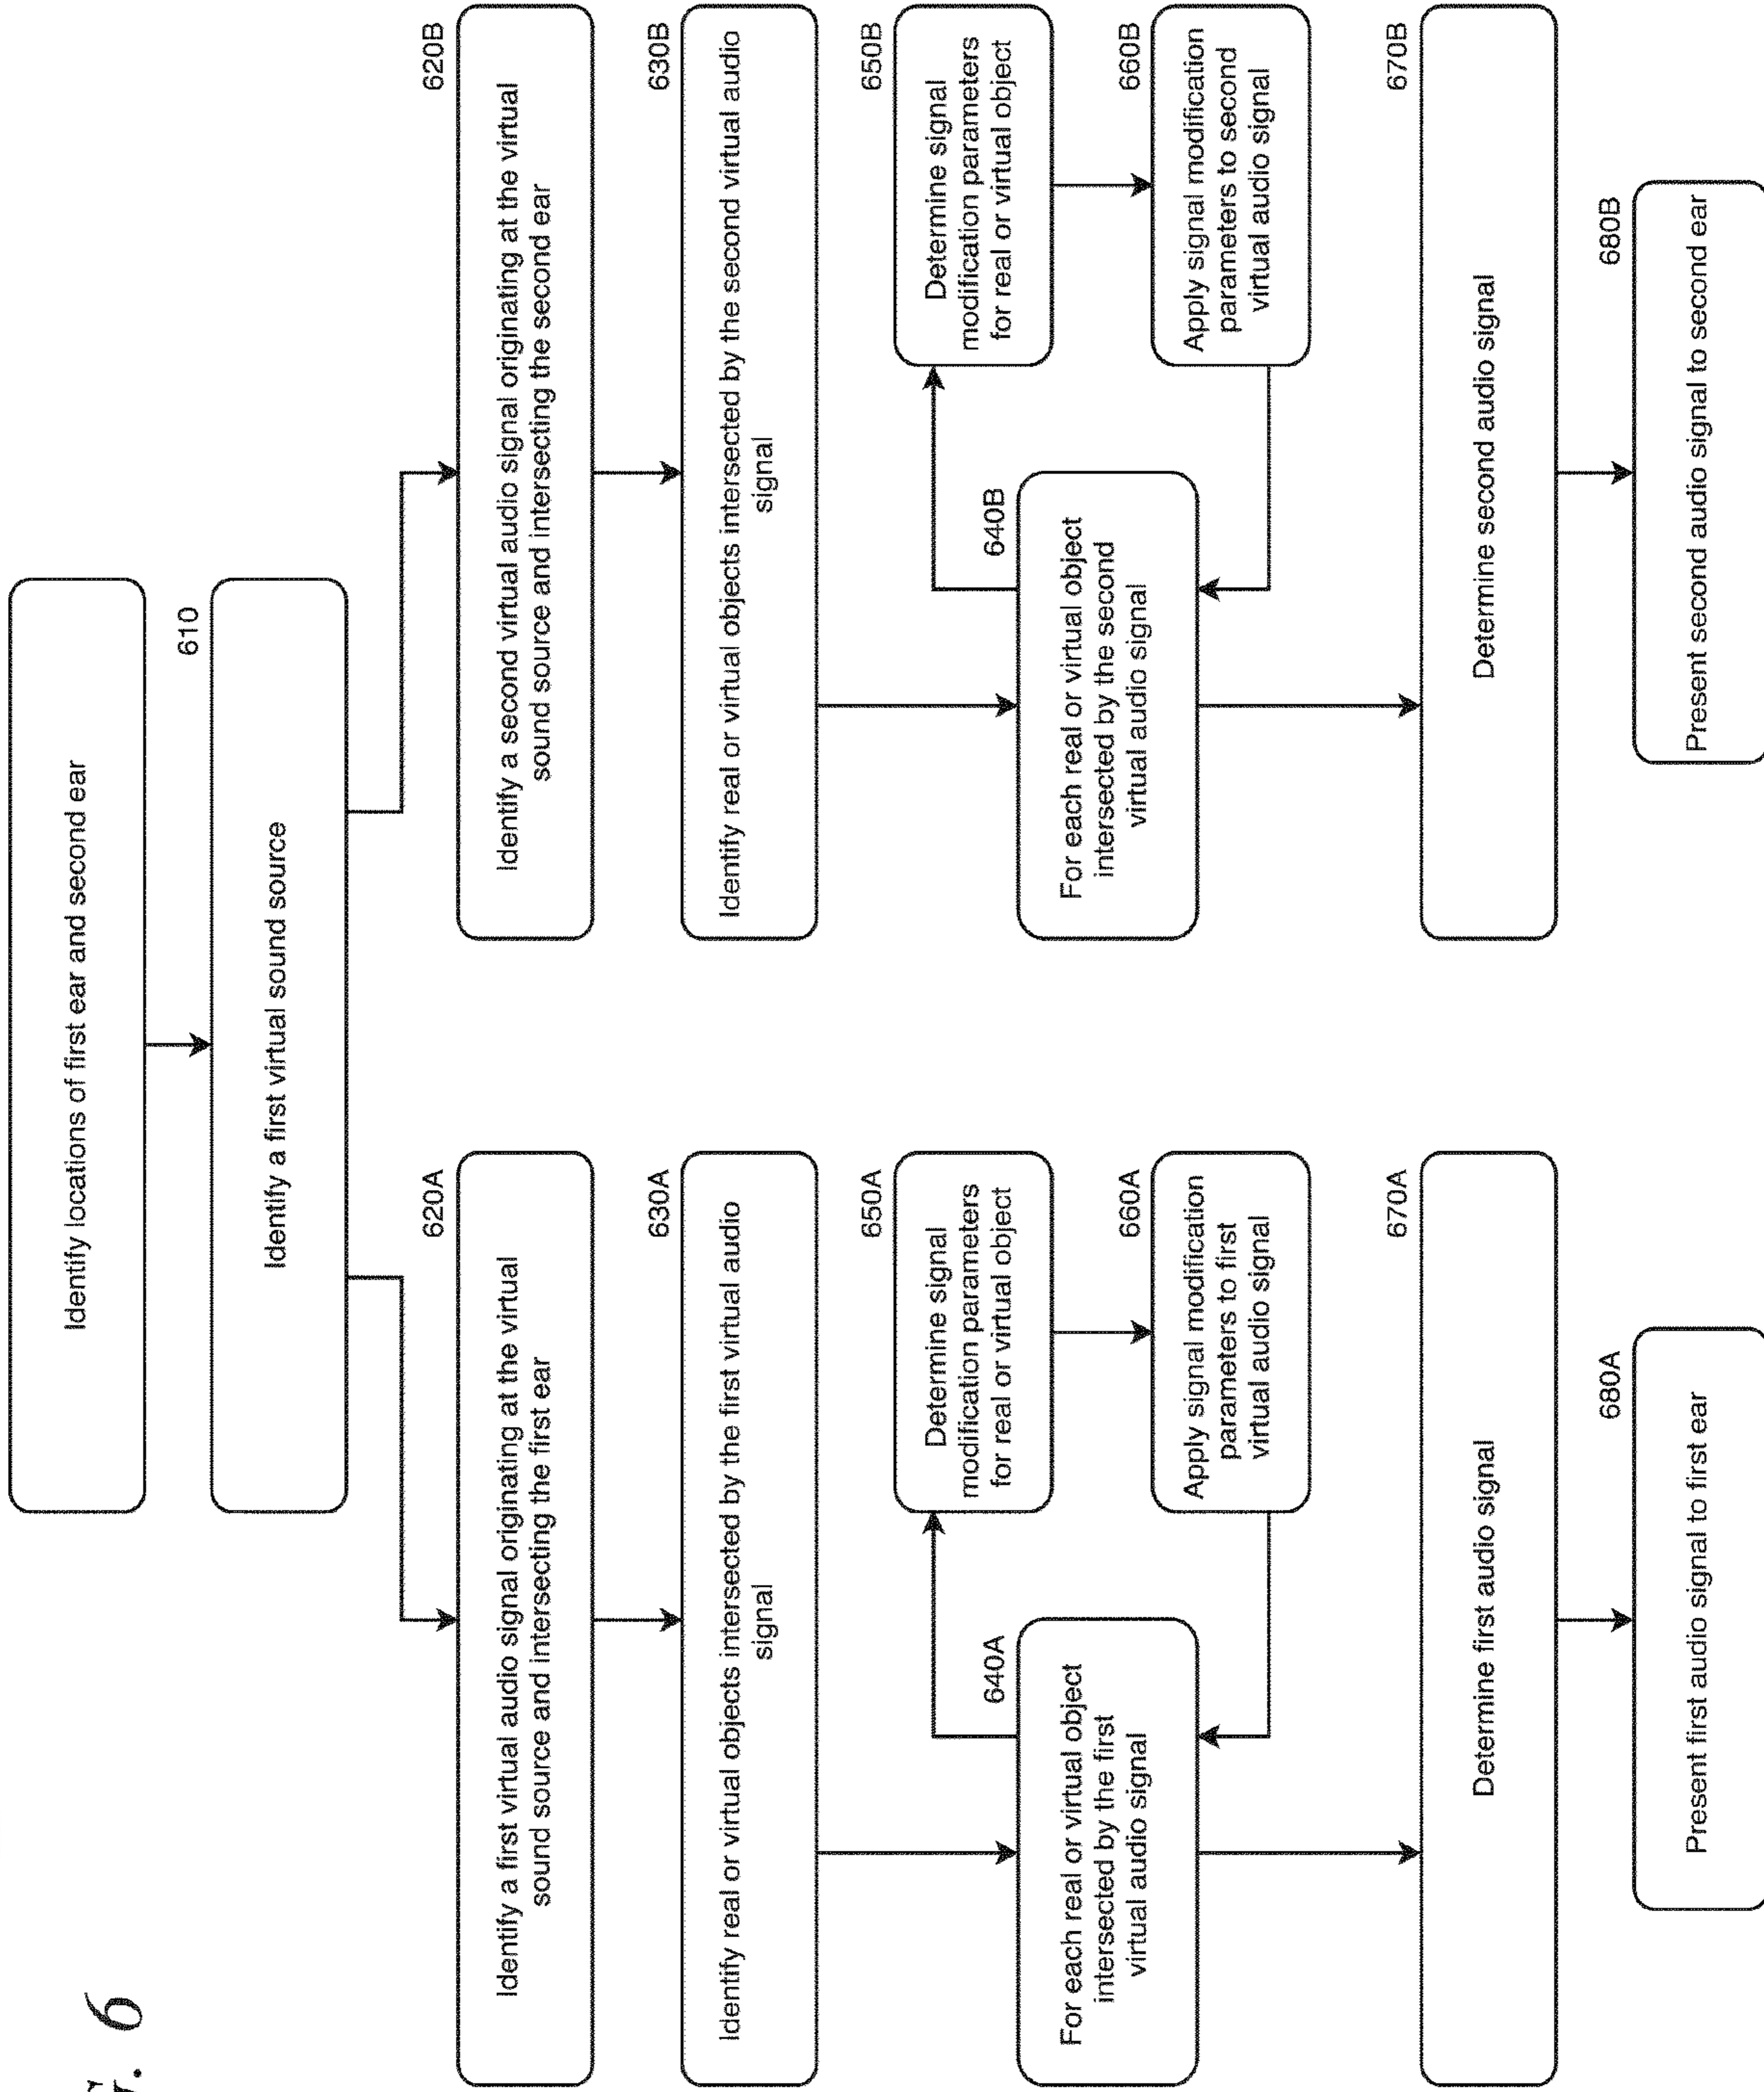 Identify locations of first ear and second ear
610
Identify a first virtual sound source
620A
Identify a first virtual audio signal originating at the virtual
sound source and intersecting the first ear
630A
Identify real or virtual objects intersected by the first virtual audio
signal
640A
For each real or virtual object
intersected by the first
virtual audio signal
650A
Determine signal
modification parameters
for real or virtual object
660A
Apply signal modification
parameters to first
virtual audio signal
670A
Determine first audio signal
680A
Present first audio signal to first ear
620B
Identify a second virtual audio signal originating at the virtual
sound source and intersecting the second ear
630B
Identify real or virtual objects intersected by the second virtual audio
signal
640B
For each real or virtual object
intersected by the second
virtual audio signal
650B
Determine signal
modification parameters
for real or virtual object
660B
Apply signal modification
parameters to second
virtual audio signal
670B
Determine second audio signal
680B
Present second audio signal to second ear
6